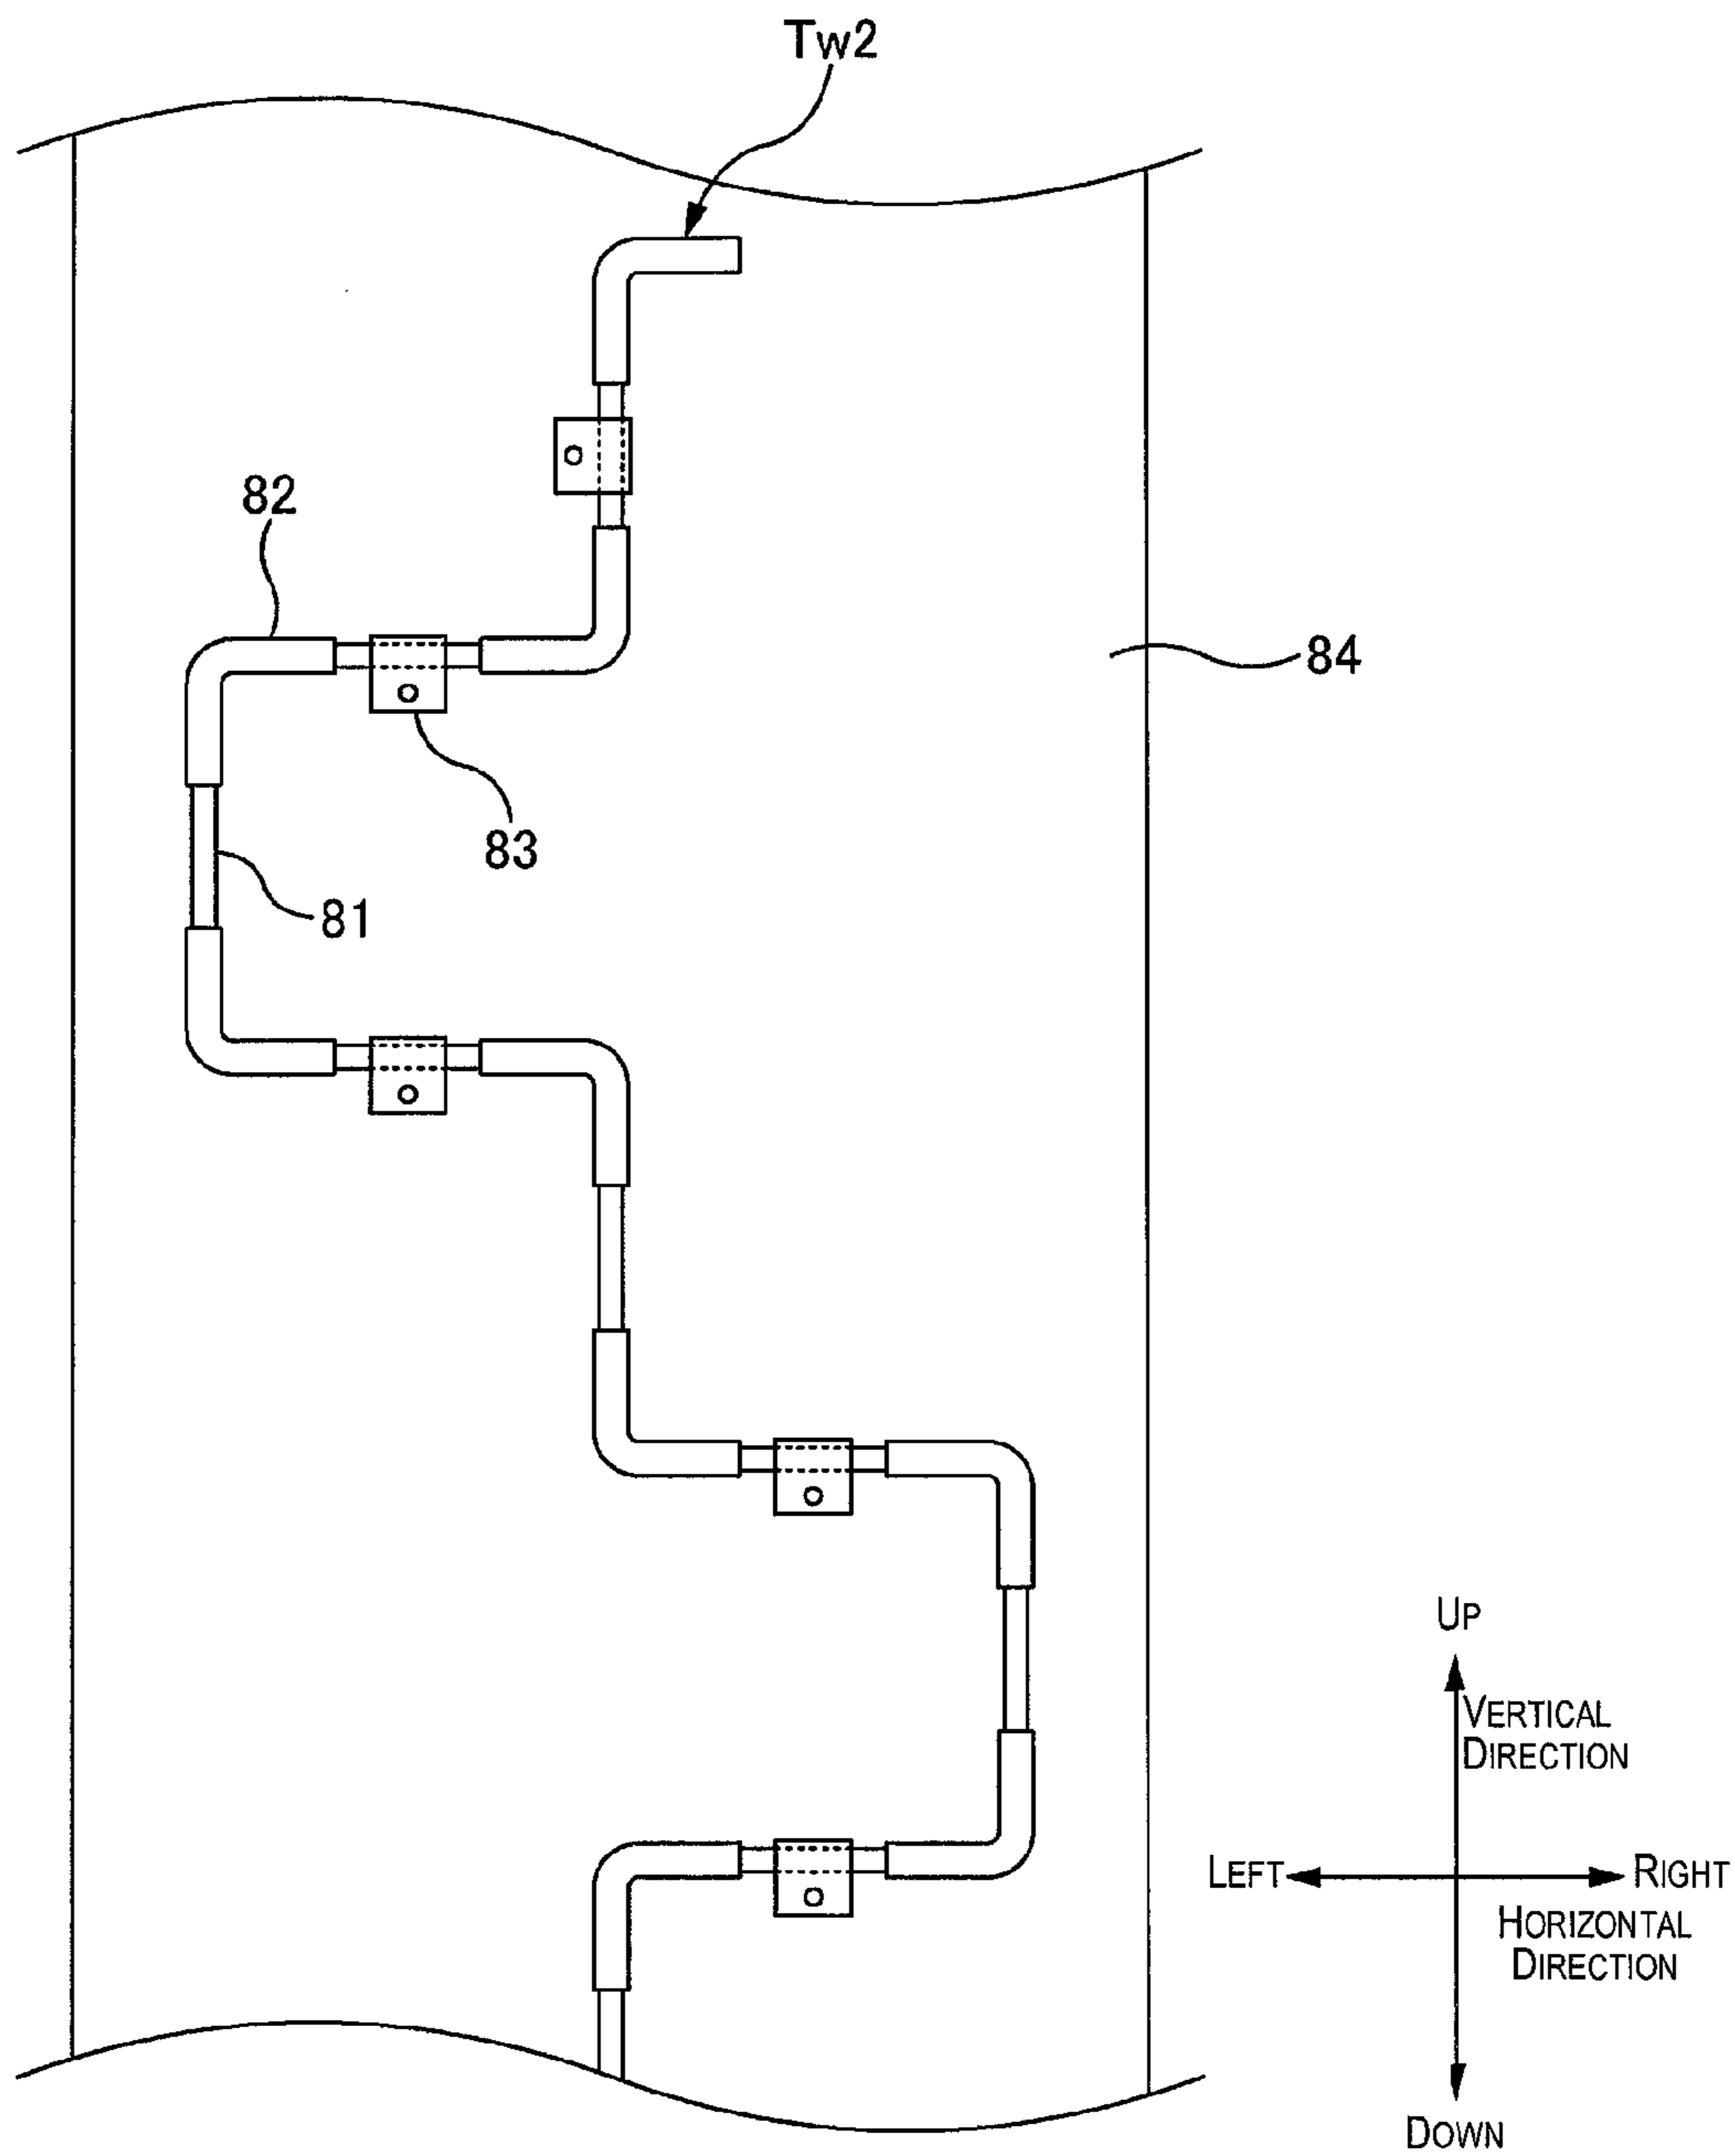 Tw2
82
84
83
81
UP
VERTICAL
DIRECTION
LEFT
RIGHT
HORIZONTAL
DIRECTION
DOWN